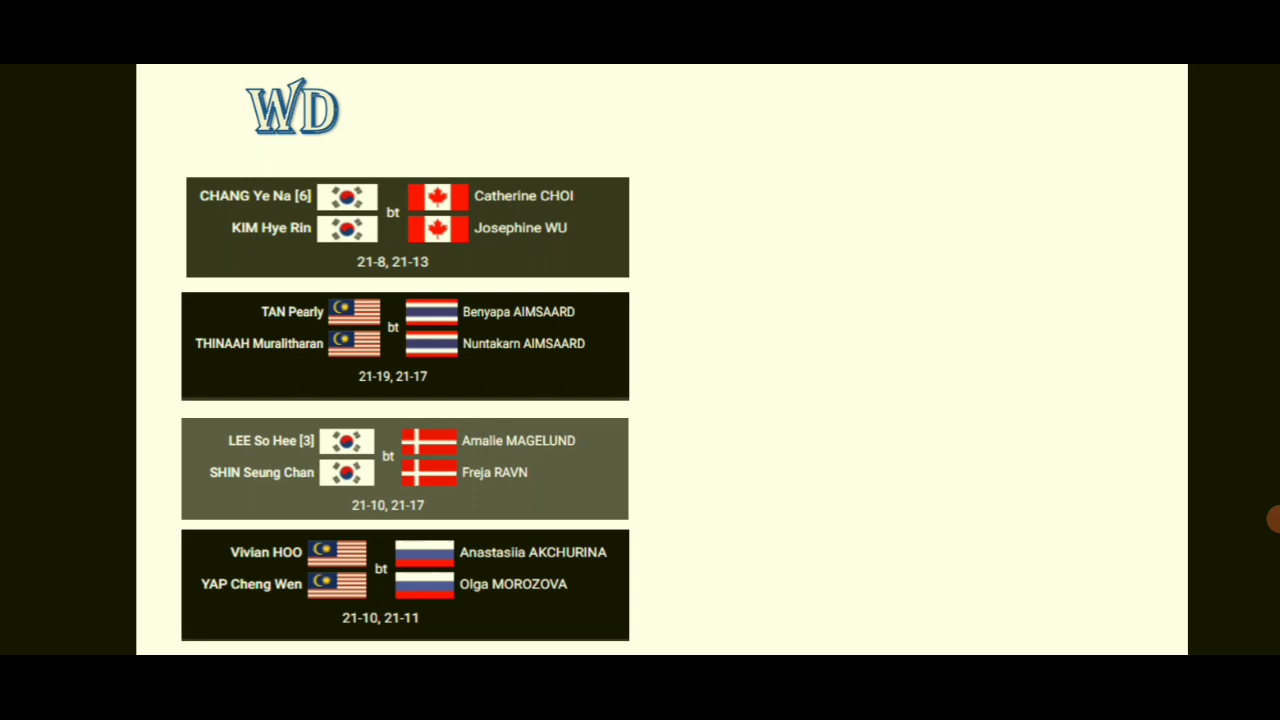 WD
CHANG Ye Na [6] bt Catherine CHOI
KIM Hye Rin Josephine WU
21-8, 21-13
TAN Pearly bt Benyapa AIMSAARD
THINAAH Muralitharan Nuntakarn AIMSAARD
21-19, 21-17
LEE So Hee [3] bt Amalie MAGELUND
SHIN Seung Chan Freja RAVN
21-10, 21-17
Vivian HOO bt Anastasiia AKCHURINA
YAP Cheng Wen Olga MOROZOVA
21-10, 21-11